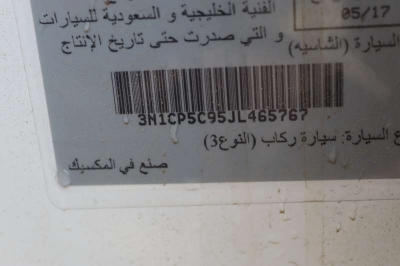 05/17
الفنية الخليجية و السعودية للسيارات
و التي صدرت حتى تاريخ الإنتاج
السيارة (الشاسيه)
3N1CP5C95JL465767
ع السيارة: سيارة ركاب (النوع3)
صنع في المكسيك